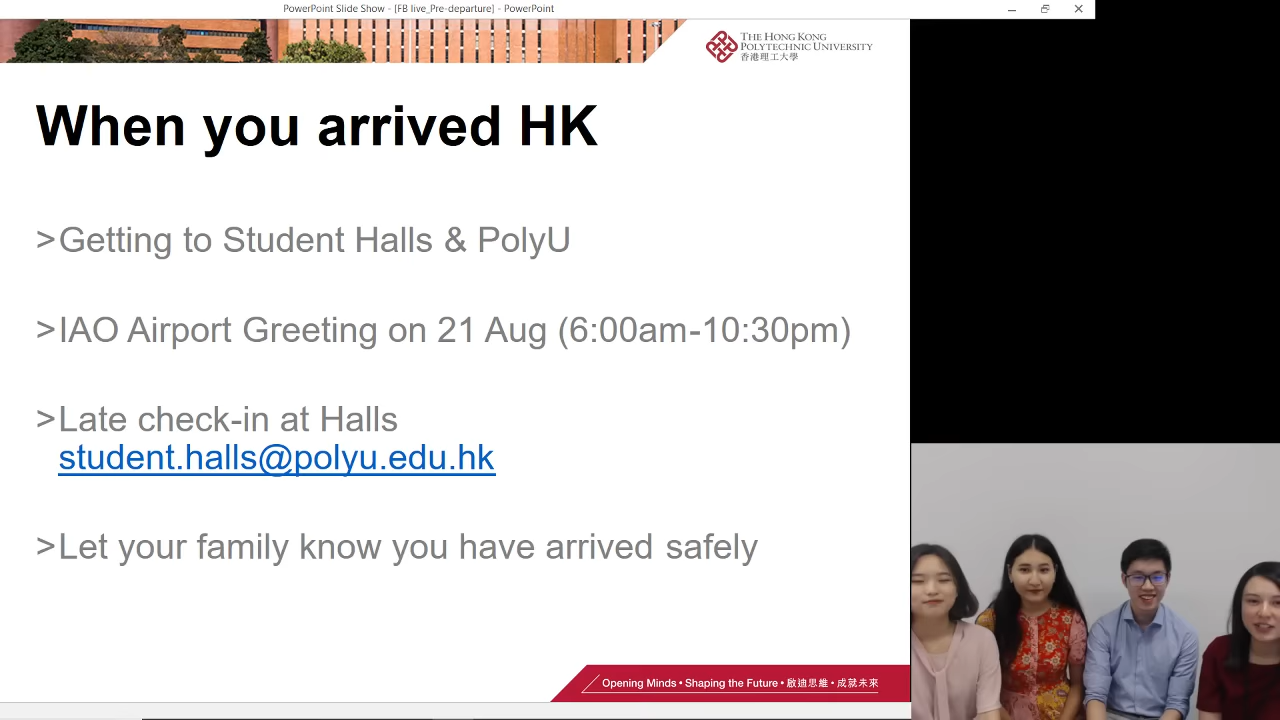 PowerPoint Slide Show - [FB live_Pre-departure] - PowerPoint
THE HONG KONG
POLYTECHNIC UNIVERSITY
香港理工大學
When you arrived HK
>Getting to Student Halls & PolyU
>IAO Airport Greeting on 21 Aug (6:00am-10:30pm)
>Late check-in at Halls
student.halls@polyu.edu.hk
>Let your family know you have arrived safely
Opening Minds • Shaping the Future • 啟迪思維 • 成就未來